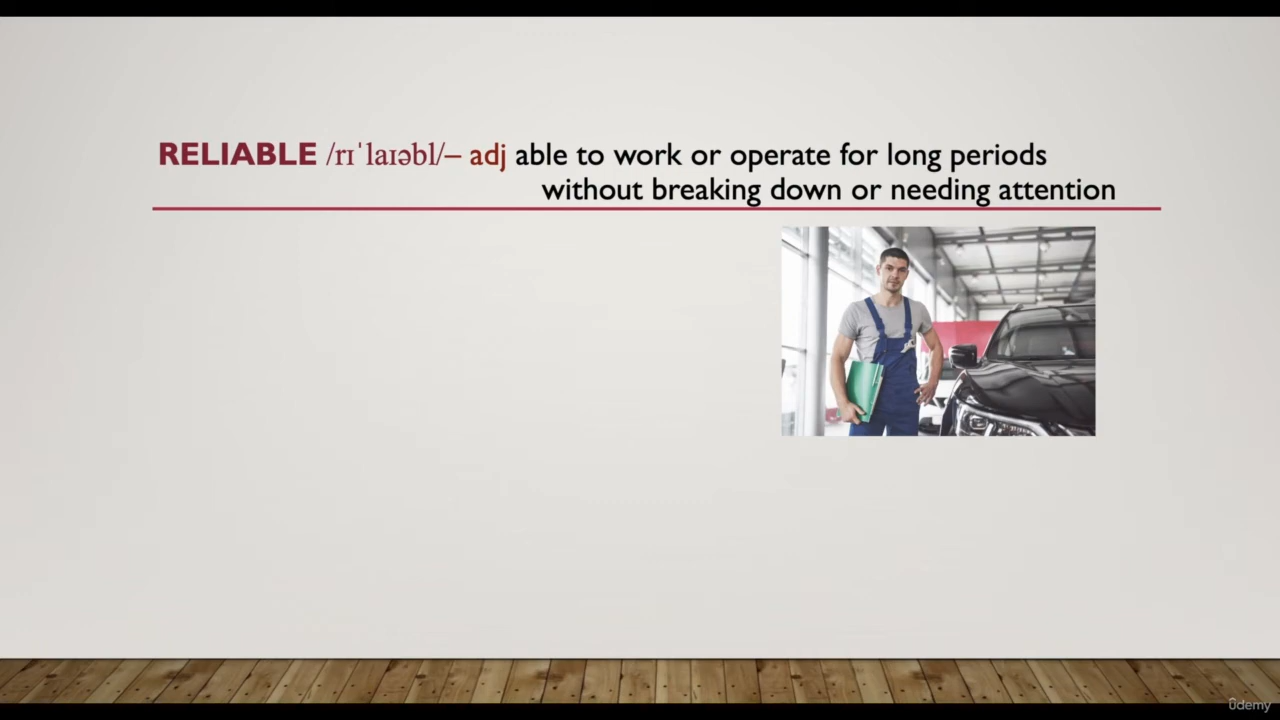 RELIABLE /rɪˈlaɪəbl/– adj able to work or operate for long periods
without breaking down or needing attention
ûdemy